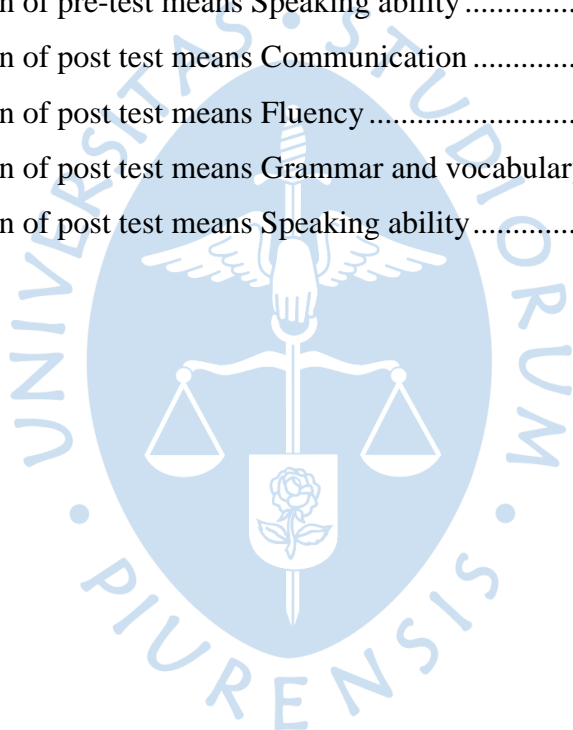 n of pre-test means Speaking ability..............
n of post test means Communication..............
n of post test means Fluency...........................
n of post test means Grammar and vocabulary
n of post test means Speaking ability..............
UNIVERSITAS • STUDIORUM • PIURENSIS •